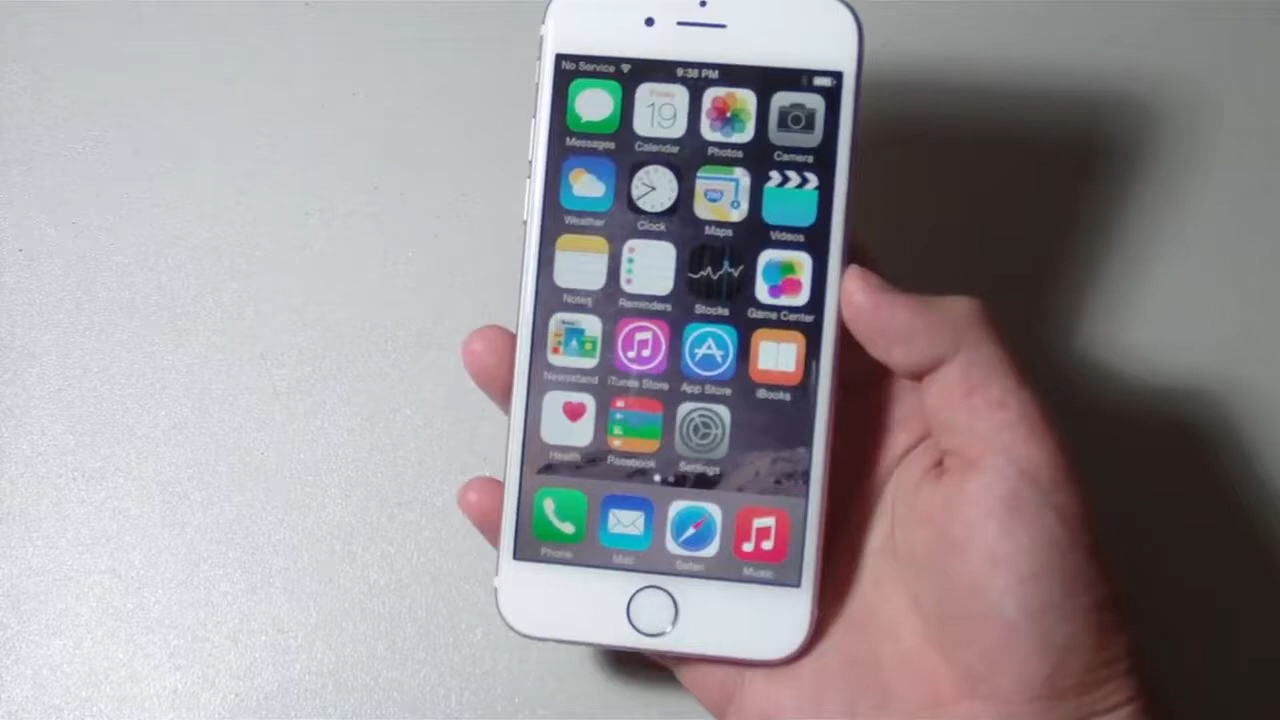 No Service 9:38 PM
Friday
19
Messages Calendar Photos Camera
280
Weather Clock Maps Videos
Notes Reminders Stocks Game Center
Newsstand iTunes Store App Store iBooks
Health Passbook Settings
Phone Mail Safari Music